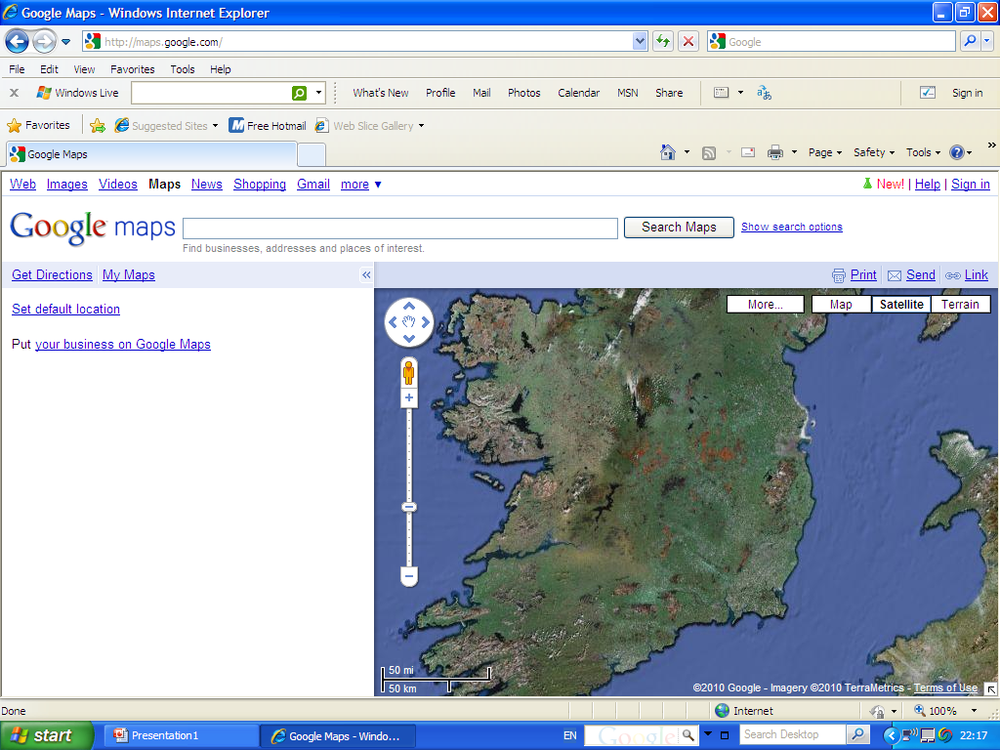 Google Maps - Windows Internet Explorer
http://maps.google.com/
Google
File Edit View Favorites Tools Help
x Windows Live What's New Profile Mail Photos Calendar MSN Share Sign in
Favorites Suggested Sites Free Hotmail Web Slice Gallery
Google Maps Page Safety Tools »
Web Images Videos Maps News Shopping Gmail more ▼ New! | Help | Sign in
Google maps Search Maps Show search options
Find businesses, addresses and places of interest.
Get Directions My Maps « Print Send Link
More... Map Satellite Terrain
Set default location
Put your business on Google Maps
50 mi
50 km
©2010 Google - Imagery ©2010 TerraMetrics - Terms of Use
Done Internet 100%
start Presentation1 Google Maps - Windo... EN Google Search Desktop 22:17